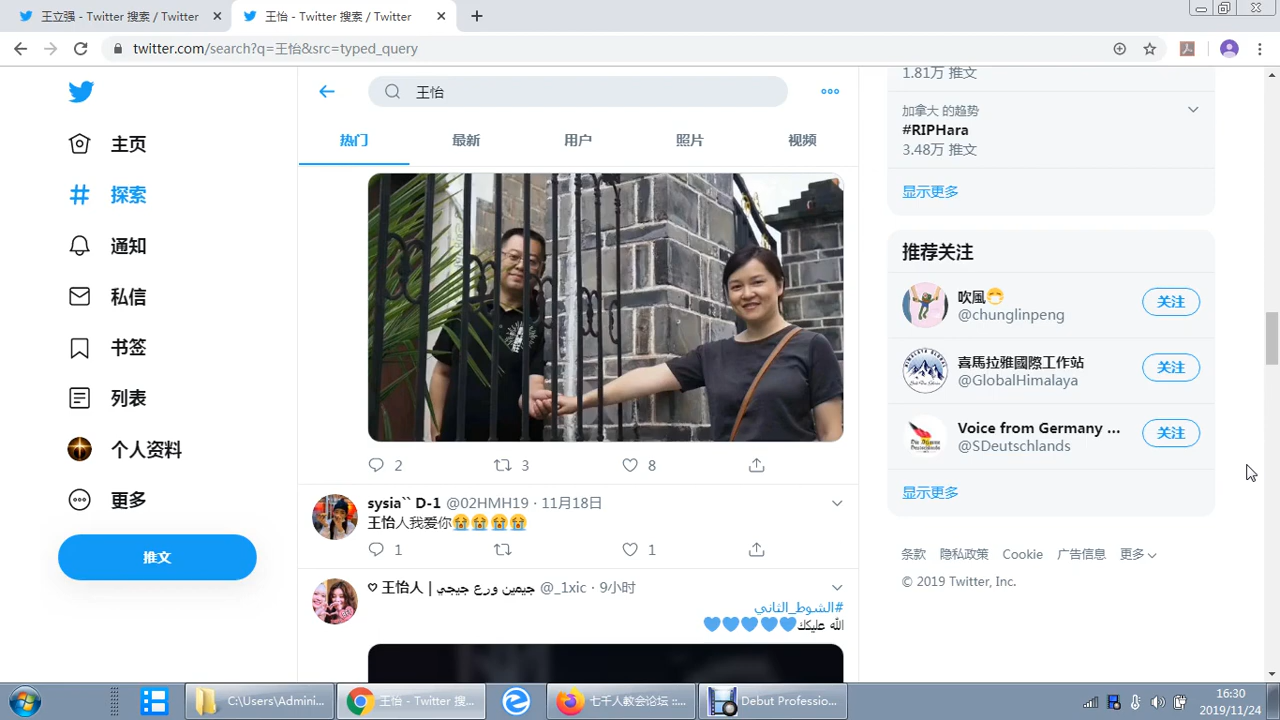 王立强 - Twitter 搜索 / Twitter
王怡 - Twitter 搜索 / Twitter
twitter.com/search?q=王怡&src=typed_query
王怡
热门
最新
用户
照片
视频
主页
探索
通知
私信
书签
列表
个人资料
更多
推文
2
3
8
sysia`` D-1 @02HMH19 · 11月18日
王怡人我爱你😭😭😭😭
1
1
♡ 王怡人 | جيمين ورع جيجي @_1xic · 9小时
#الشوط_الثاني
الله عليك💙💙💙💙💙
1.81万 推文
加拿大 的趋势
#RIPHara
3.48万 推文
显示更多
推荐关注
吹風😷
@chunglinpeng
关注
喜馬拉雅國際工作站
@GlobalHimalaya
关注
Voice from Germany ...
@SDeutschlands
关注
显示更多
条款 隐私政策 Cookie 广告信息 更多
© 2019 Twitter, Inc.
C:\Users\Admini...
王怡 - Twitter 搜...
七千人教会论坛 ::...
Debut Professio...
16:30
2019/11/24